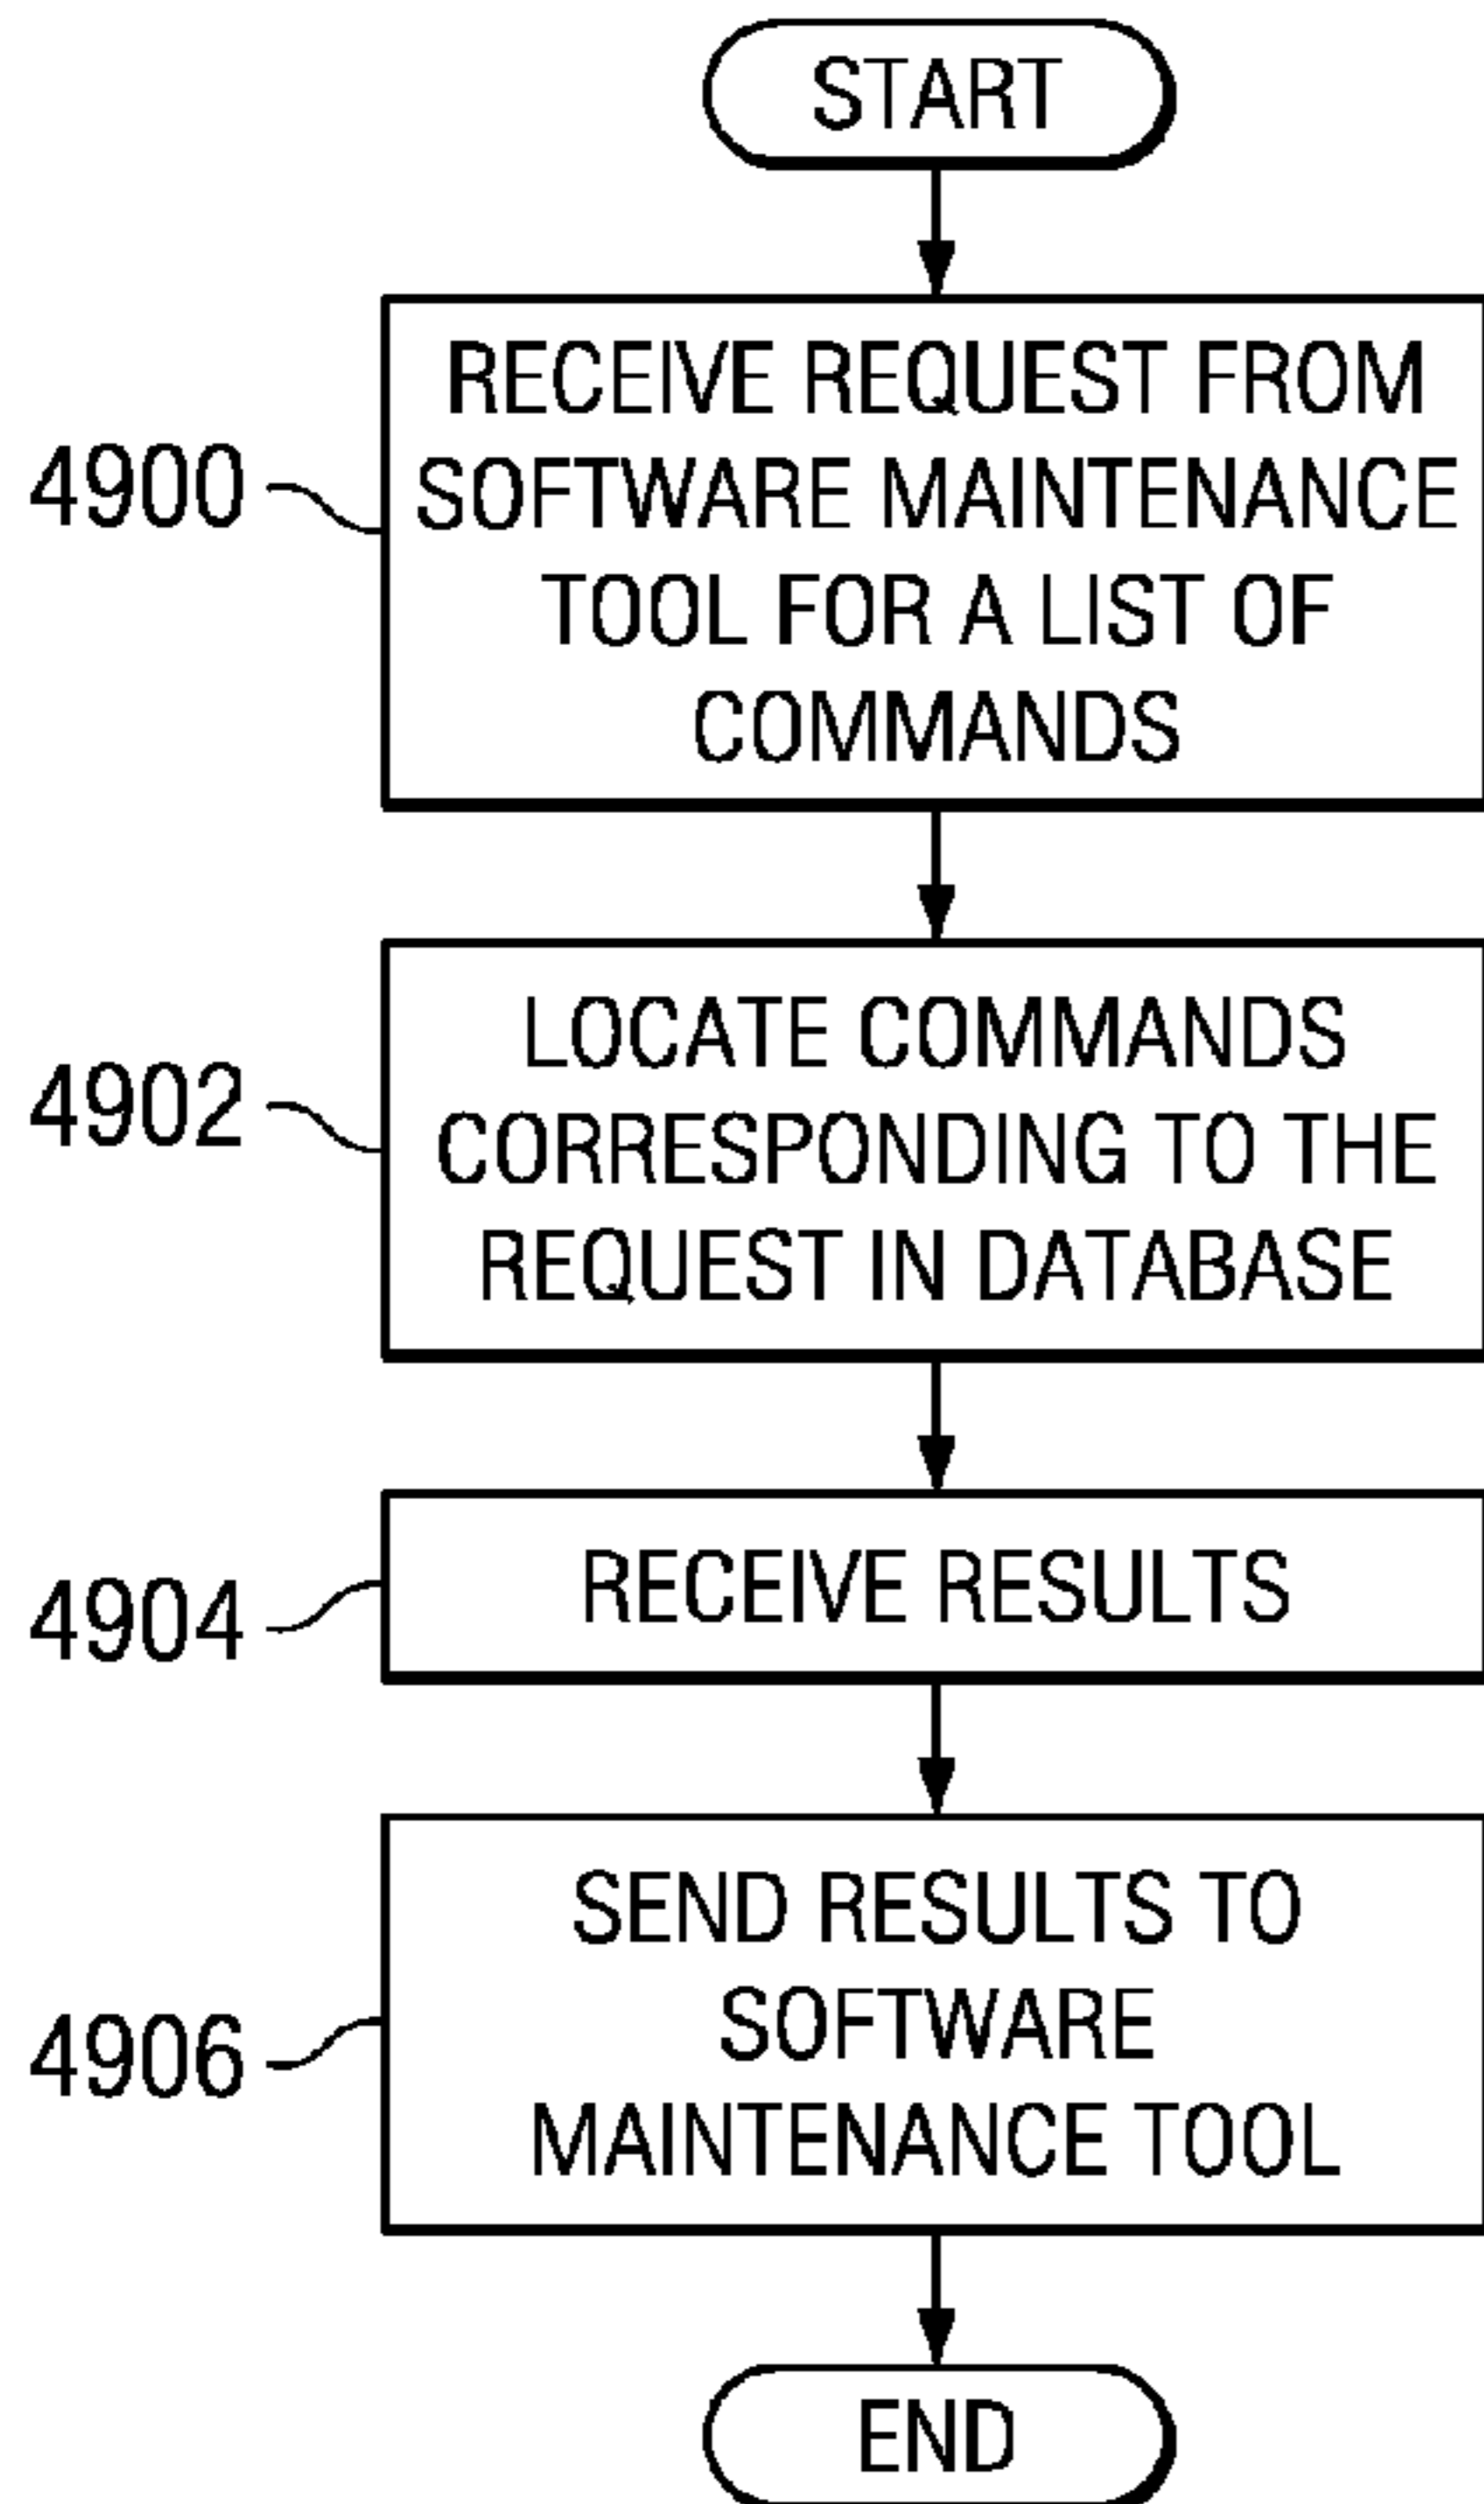 START
4900
RECEIVE REQUEST FROM
SOFTWARE MAINTENANCE
TOOL FOR A LIST OF
COMMANDS
4902
LOCATE COMMANDS
CORRESPONDING TO THE
REQUEST IN DATABASE
4904
RECEIVE RESULTS
4906
SEND RESULTS TO
SOFTWARE
MAINTENANCE TOOL
END